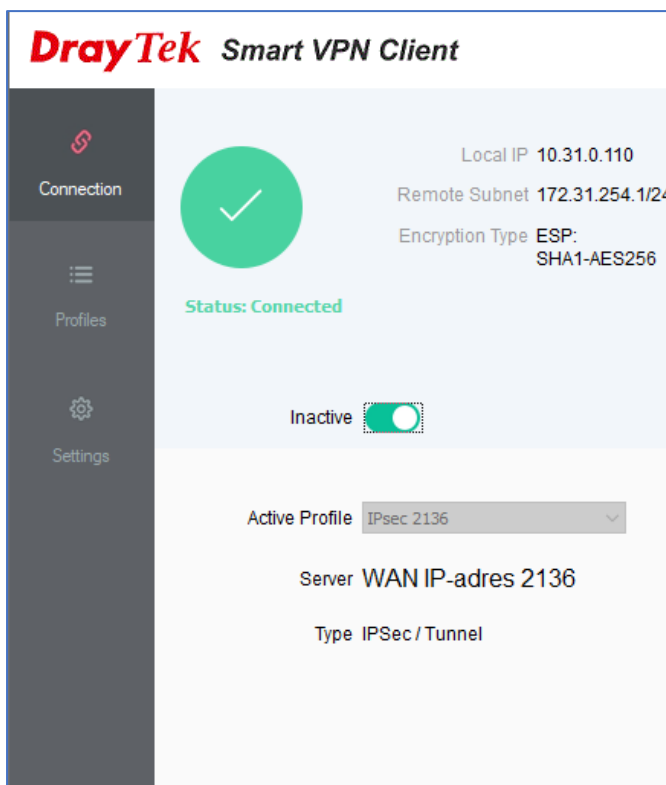 DrayTek Smart VPN Client
Connection
Profiles
Settings
Local IP 10.31.0.110
Remote Subnet 172.31.254.1/24
Encryption Type ESP:
SHA1-AES256
Status: Connected
Inactive
Active Profile IPsec 2136
Server WAN IP-adres 2136
Type IPSec / Tunnel